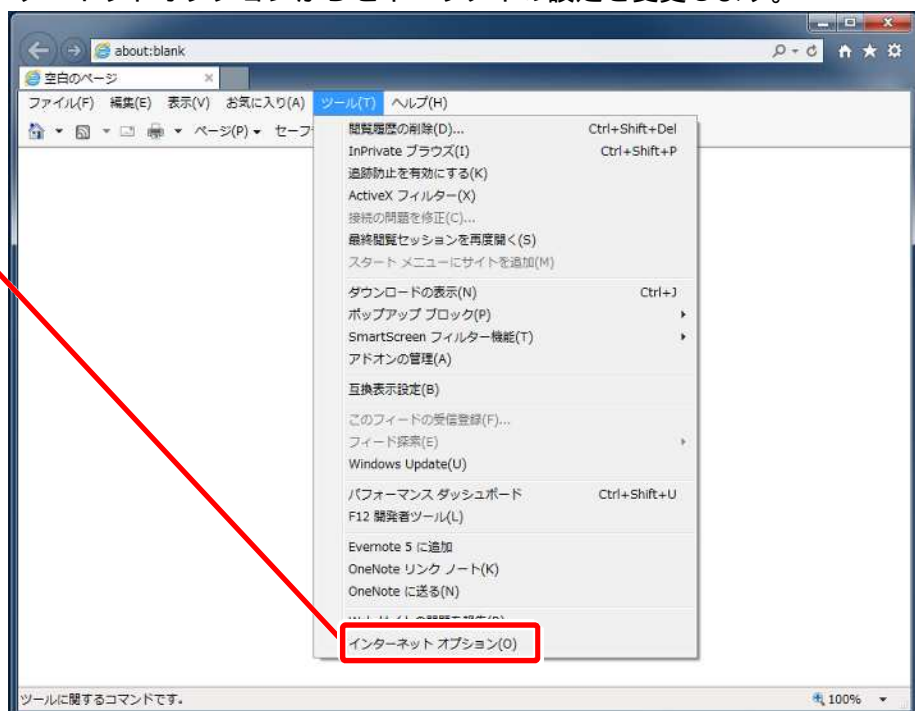 about:blank
空白のページ
ファイル(F) 編集(E) 表示(V) お気に入り(A) ツール(T) ヘルプ(H)
ページ(P) セーフ
閲覧履歴の削除(D)... Ctrl+Shift+Del
InPrivate ブラウズ(I) Ctrl+Shift+P
追跡防止を有効にする(K)
ActiveX フィルター(X)
接続の問題を修正(C)...
最終閲覧セッションを再度開く(S)
スタート メニューにサイトを追加(M)
ダウンロードの表示(N) Ctrl+J
ポップアップ ブロック(P)
SmartScreen フィルター機能(T)
アドオンの管理(A)
互換表示設定(B)
このフィードの受信登録(F)...
フィード探索(E)
Windows Update(U)
パフォーマンス ダッシュボード Ctrl+Shift+U
F12 開発者ツール(L)
Evernote 5 に追加
OneNote リンク ノート(K)
OneNote に送る(N)
インターネット オプション(O)
ツールに関するコマンドです。
100%